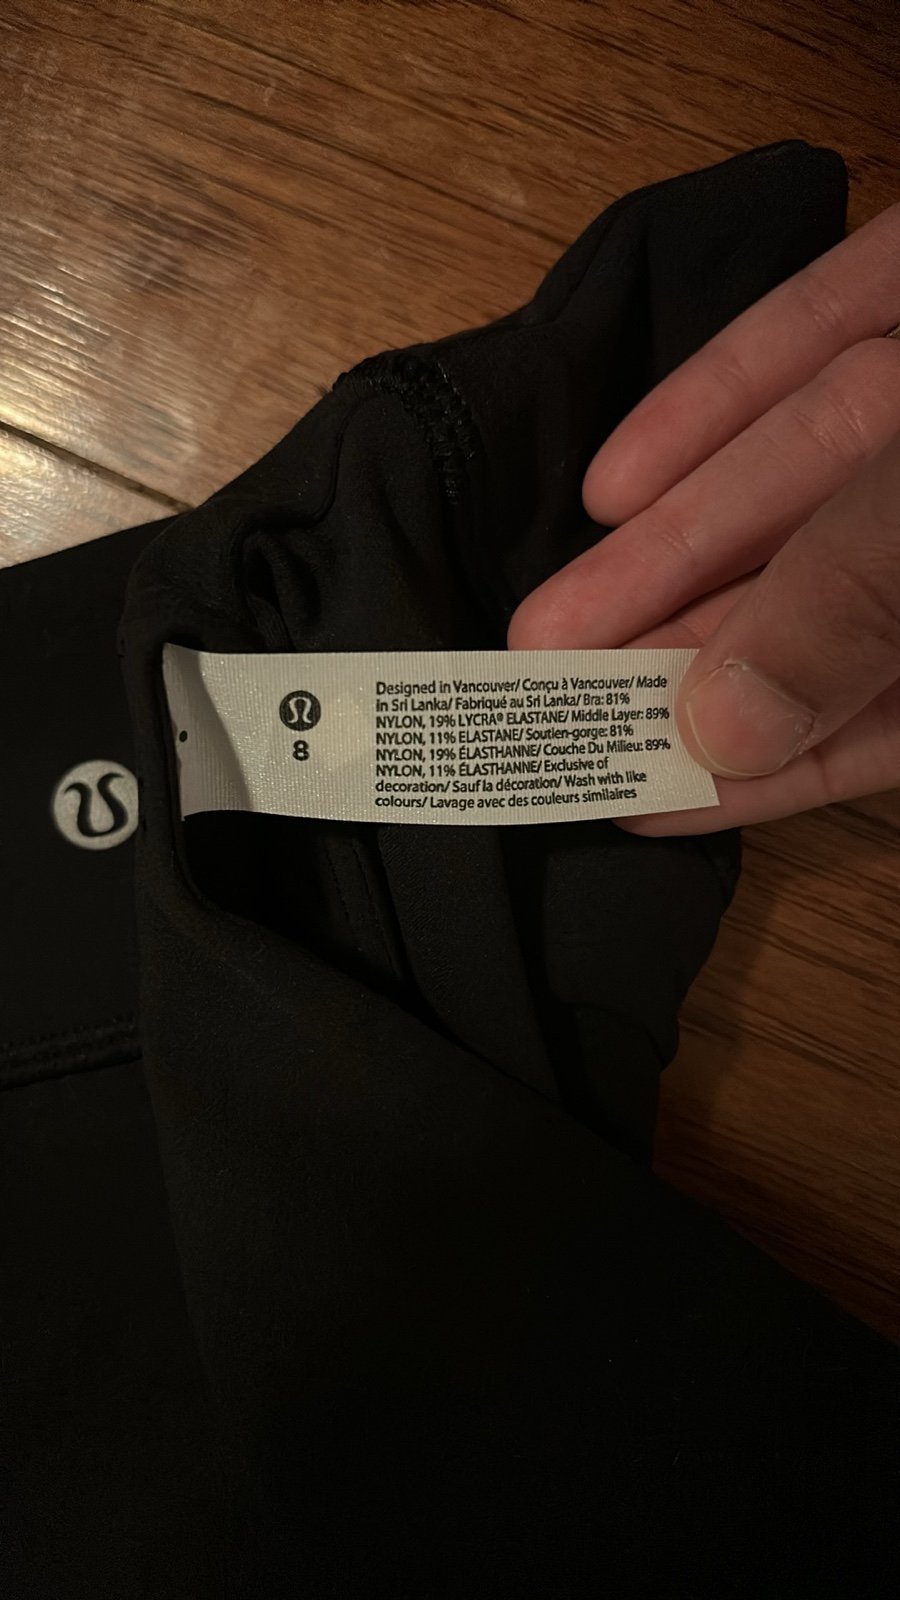 8
Designed in Vancouver/ Conçu à Vancouver/ Made
in Sri Lanka/ Fabriqué au Sri Lanka/ Bra: 81%
NYLON, 19% LYCRA® ELASTANE/ Middle Layer: 89%
NYLON, 11% ELASTANE/ Soutien-gorge: 81%
NYLON, 19% ÉLASTHANNE/ Couche Du Milieu: 89%
NYLON, 11% ÉLASTHANNE/ Exclusive of
decoration/ Sauf la décoration/ Wash with like
colours/ Lavage avec des couleurs similaires